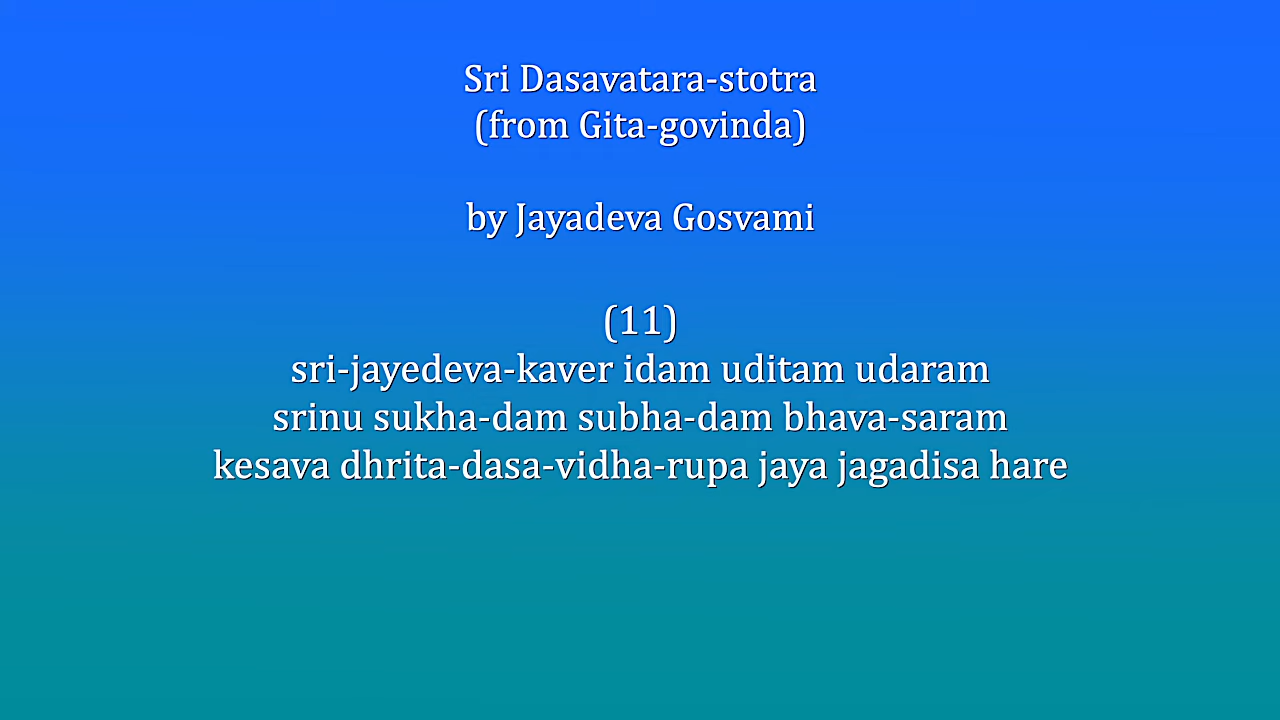 Sri Dasavatara-stotra
(from Gita-govinda)
by Jayadeva Gosvami
(11)
sri-jayedeva-kaver idam uditam udaram
srinu sukha-dam subha-dam bhava-saram
kesava dhrita-dasa-vidha-rupa jaya jagadisa hare